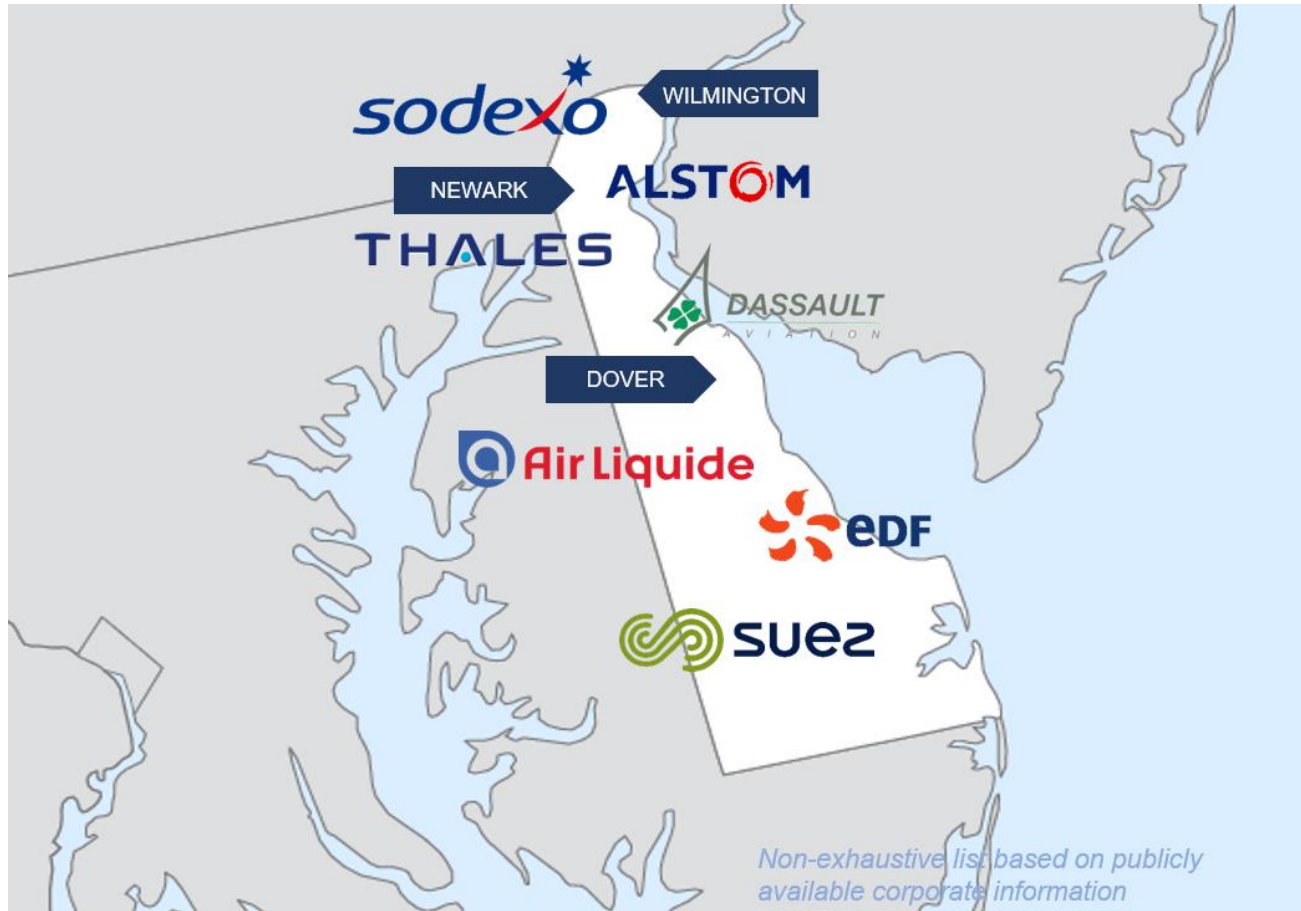 sodexo
WILMINGTON
NEWARK
ALSTOM
THALES
DASSAULT
AVIATION
DOVER
Air Liquide
eDF
suez
Non-exhaustive list based on publicly
available corporate information